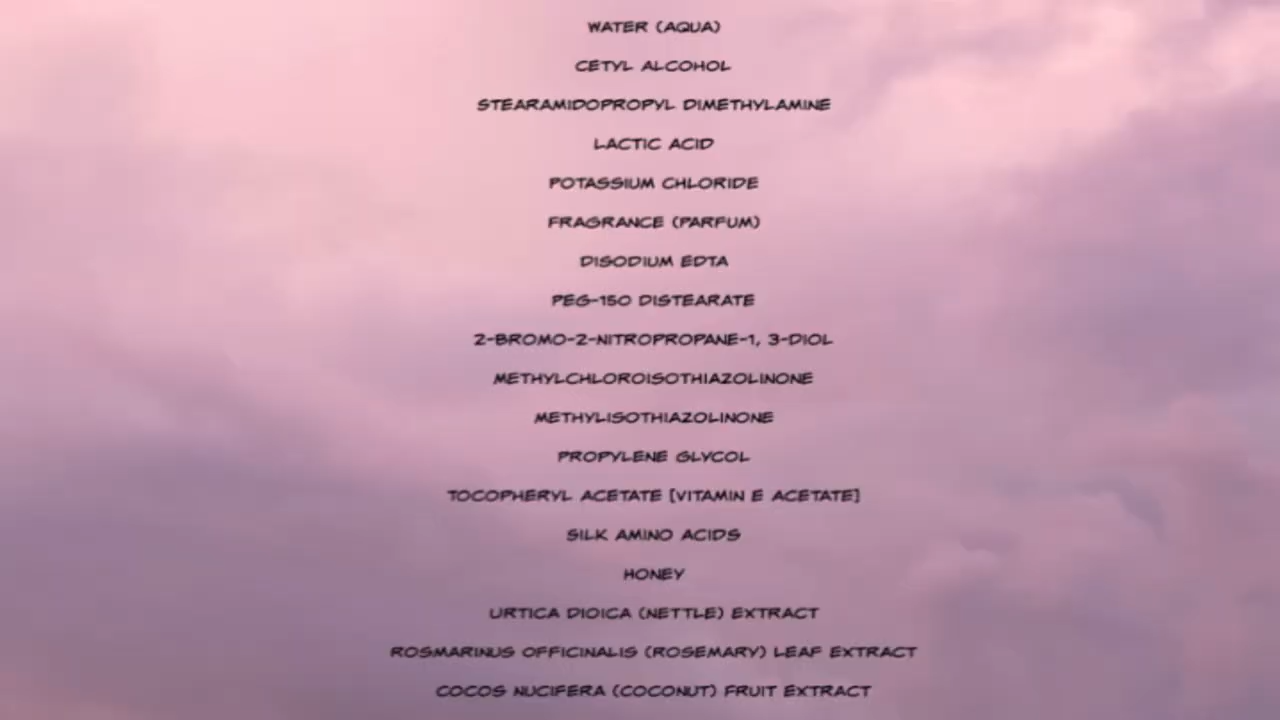 WATER (AQUA)
CETYL ALCOHOL
STEARAMIDOPROPYL DIMETHYLAMINE
LACTIC ACID
POTASSIUM CHLORIDE
FRAGRANCE (PARFUM)
DISODIUM EDTA
PEG-150 DISTEARATE
2-BROMO-2-NITROPROPANE-1, 3-DIOL
METHYLCHLOROISOTHIAZOLINONE
METHYLISOTHIAZOLINONE
PROPYLENE GLYCOL
TOCOPHERYL ACETATE [VITAMIN E ACETATE]
SILK AMINO ACIDS
HONEY
URTICA DIOICA (NETTLE) EXTRACT
ROSMARINUS OFFICINALIS (ROSEMARY) LEAF EXTRACT
COCOS NUCIFERA (COCONUT) FRUIT EXTRACT